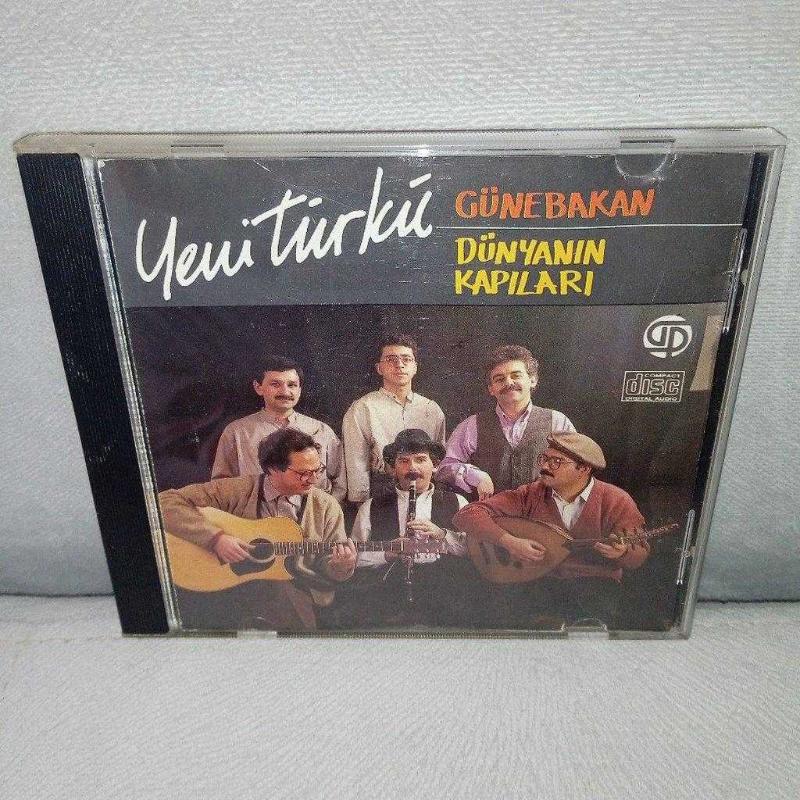 Yeni Türkü
GÜNEBAKAN
DÜNYANIN
KAPILARI
COMPACT
disc
DIGITAL AUDIO